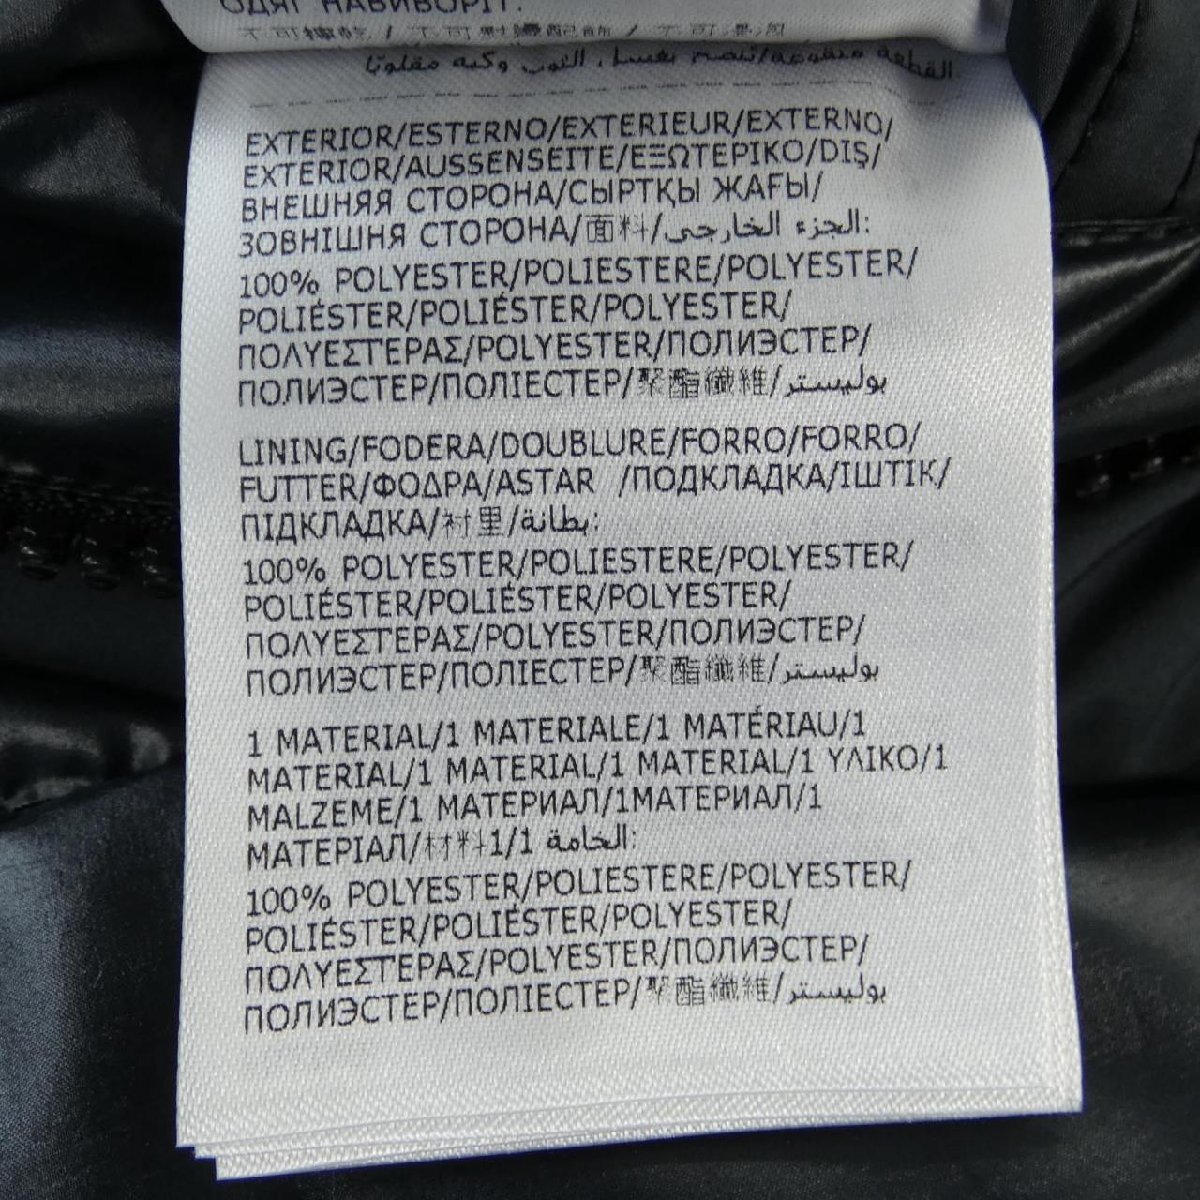 ОДЯГ НАВИВОРІТ.
EXTERIOR/ESTERNO/EXTERIEUR/EXTERNO/
EXTERIOR/AUSSENSEITE/ΕΞΩΤΕΡΙΚΟ/DIŞ/
ВНЕШНЯЯ СТОРОНА/СЫРТҚЫ ЖАҒЫ/
ЗОВНІШНЯ СТОРОНА/面料/الجزء الخارجي:
100% POLYESTER/POLIESTERE/POLYESTER/
POLIÉSTER/POLIÉSTER/POLYESTER/
ΠΟΛΥΕΣΤΕΡΑΣ/POLYESTER/ПОЛИЭСТЕР/
ПОЛИЭСТЕР/ПОЛІЕСТЕР/聚酯纖維/بوليستر
LINING/FODERA/DOUBLURE/FORRO/FORRO/
FUTTER/ΦΟΔΡΑ/ASTAR /ПОДКЛАДКА/ІШТІК/
ПІДКЛАДКА/衬里/بطانة:
100% POLYESTER/POLIESTERE/POLYESTER/
POLIÉSTER/POLIÉSTER/POLYESTER/
ΠΟΛΥΕΣΤΕΡΑΣ/POLYESTER/ПОЛИЭСТЕР/
ПОЛИЭСТЕР/ПОЛІЕСТЕР/聚酯纖維/بوليستر
1 MATERIAL/1 MATERIALE/1 MATÉRIAU/1
MATERIAL/1 MATERIAL/1 MATERIAL/1 ΥΛΙΚΟ/1
MALZEME/1 МАТЕРИАЛ/1МАТЕРИАЛ/1
МАТЕРІАЛ/材料1/1 الخامة:
100% POLYESTER/POLIESTERE/POLYESTER/
POLIÉSTER/POLIÉSTER/POLYESTER/
ΠΟΛΥΕΣΤΕΡΑΣ/POLYESTER/ПОЛИЭСТЕР/
ПОЛИЭСТЕР/ПОЛІЕСТЕР/聚酯纖維/بوليستر